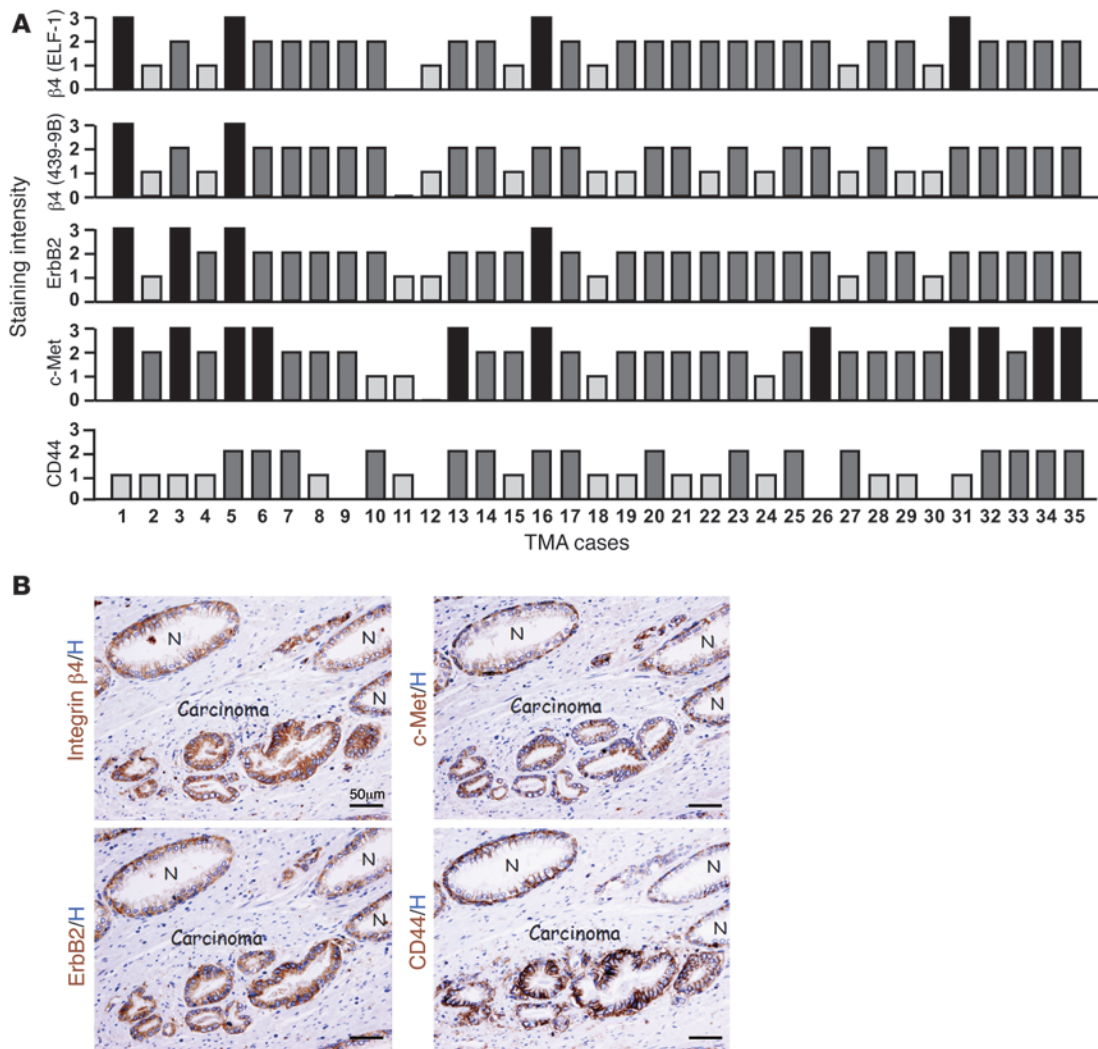 A
3
2
1
0
β4 (ELF-1)
3
2
1
0
β4 (439-9B)
3
2
1
0
ErbB2
3
2
1
0
c-Met
3
2
1
0
CD44
Staining intensity
1 2 3 4 5 6 7 8 9 10 11 12 13 14 15 16 17 18 19 20 21 22 23 24 25 26 27 28 29 30 31 32 33 34 35
TMA cases
B
Integrin β4/H
N
N
N
Carcinoma
50μm
c-Met/H
N
N
N
Carcinoma
ErbB2/H
N
N
N
Carcinoma
CD44/H
N
N
N
Carcinoma